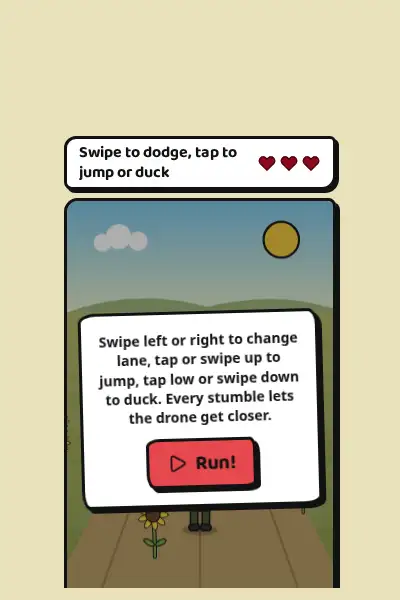 Swipe to dodge, tap to
jump or duck
Swipe left or right to change
lane, tap or swipe up to
jump, tap low or swipe down
to duck. Every stumble lets
the drone get closer.
Run!